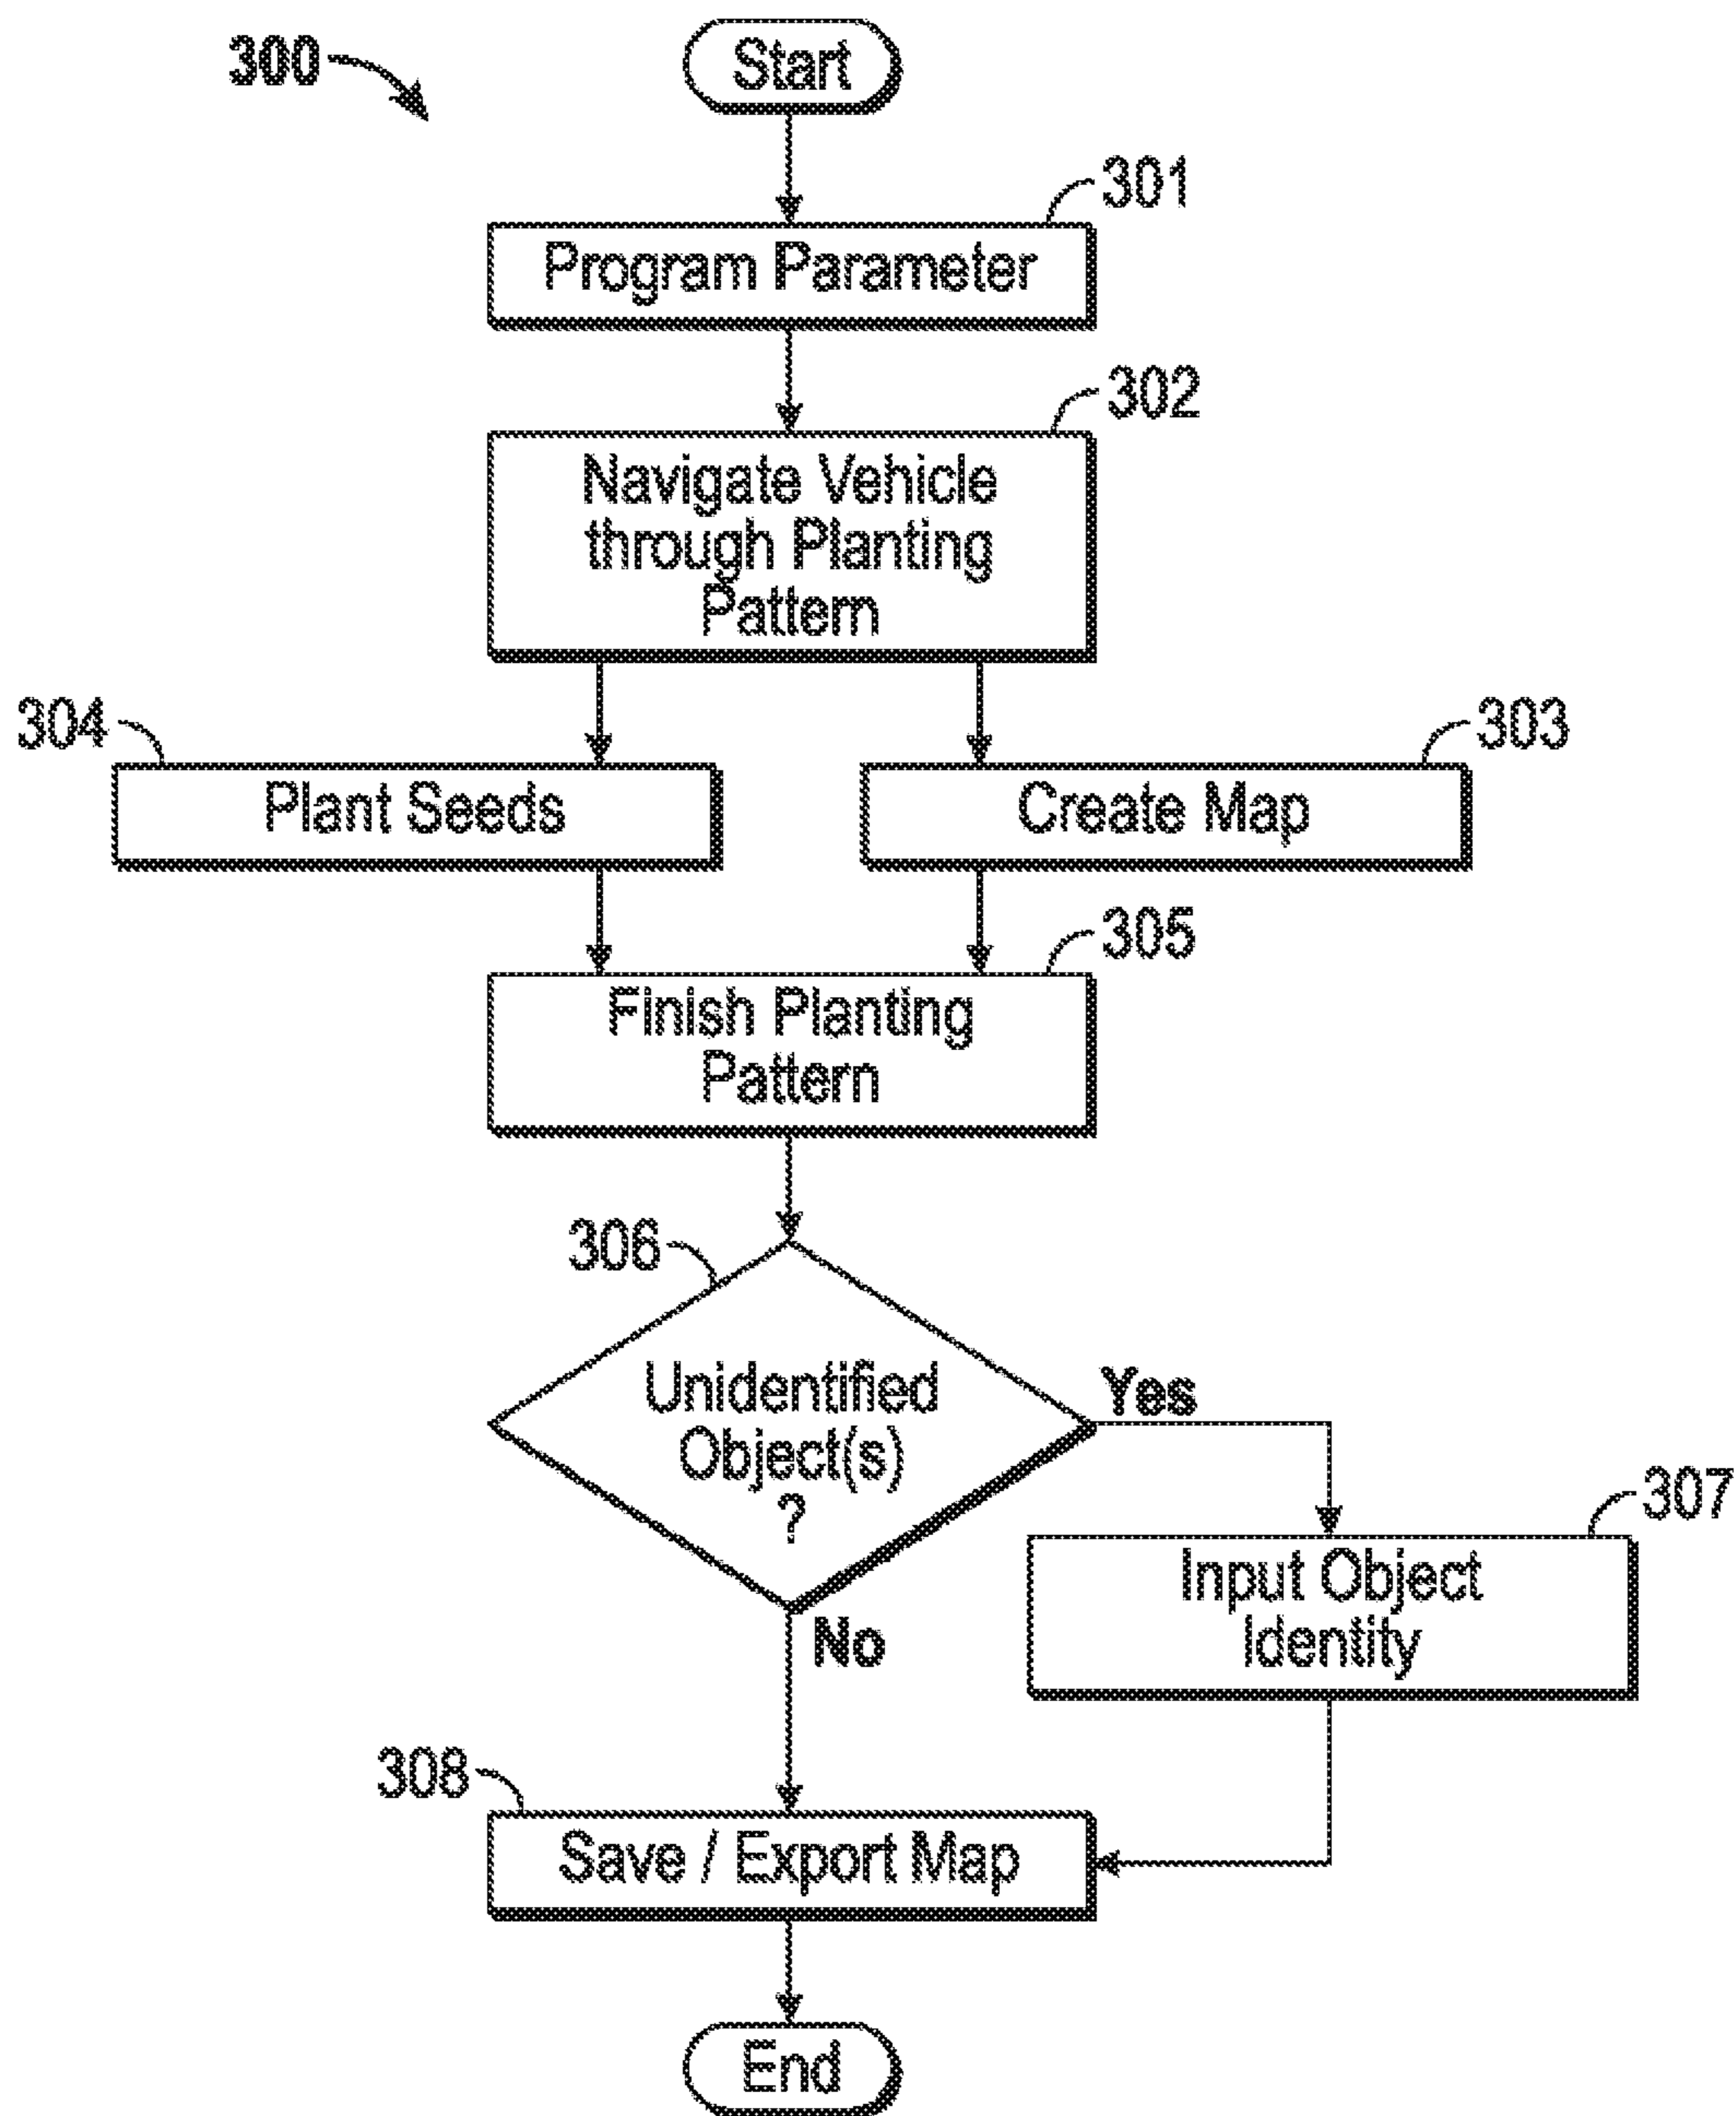 300
Start
301
Program Parameter
302
Navigate Vehicle
through Planting
Pattern
304
303
Plant Seeds
Create Map
305
Finish Planting
Pattern
306
Unidentified
Object(s)
?
Yes
No
307
Input Object
Identity
308
Save / Export Map
End